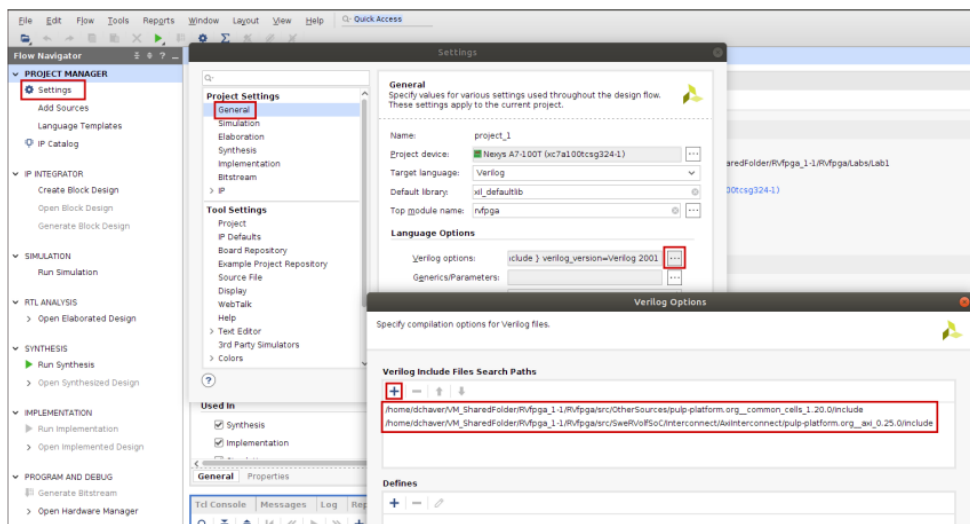 File Edit Flow Tools Reports Window Layout View Help Quick Access
Flow Navigator
PROJECT MANAGER
Settings
Add Sources
Language Templates
IP Catalog
IP INTEGRATOR
Create Block Design
Open Block Design
Generate Block Design
SIMULATION
Run Simulation
RTL ANALYSIS
Open Elaborated Design
SYNTHESIS
Run Synthesis
Open Synthesized Design
IMPLEMENTATION
Run Implementation
Open Implemented Design
PROGRAM AND DEBUG
Generate Bitstream
Open Hardware Manager
Settings
Project Settings
General
Simulation
Elaboration
Synthesis
Implementation
Bitstream
IP
Tool Settings
Project
IP Defaults
Board Repository
Example Project Repository
Source File
Display
WebTalk
Help
Text Editor
3rd Party Simulators
Colors
General
Specify values for various settings used throughout the design flow.
These settings apply to the current project.
Name: project_1
Project device: Nexys A7-100T (xc7a100tcsg324-1)
Target language: Verilog
Default library: xil_defaultlib
Top module name: rvfpga
Language Options
Verilog options: clude } verilog_version=Verilog 2001
Generics/Parameters:
aredFolder/RVfpga_1-1/RVfpga/Labs/Lab1
00tcsg324-1)
Used In
Synthesis
Implementation
General Properties
Tcl Console Messages Log Rep
Verilog Options
Specify compilation options for Verilog files.
Verilog Include Files Search Paths
/home/dchaver/VM_SharedFolder/RVfpga_1-1/RVfpga/src/OtherSources/pulp-platform.org__common_cells_1.20.0/include
/home/dchaver/VM_SharedFolder/RVfpga_1-1/RVfpga/src/SweRVolfSoC/Interconnect/AxiInterconnect/pulp-platform.org__axi_0.25.0/include
Defines